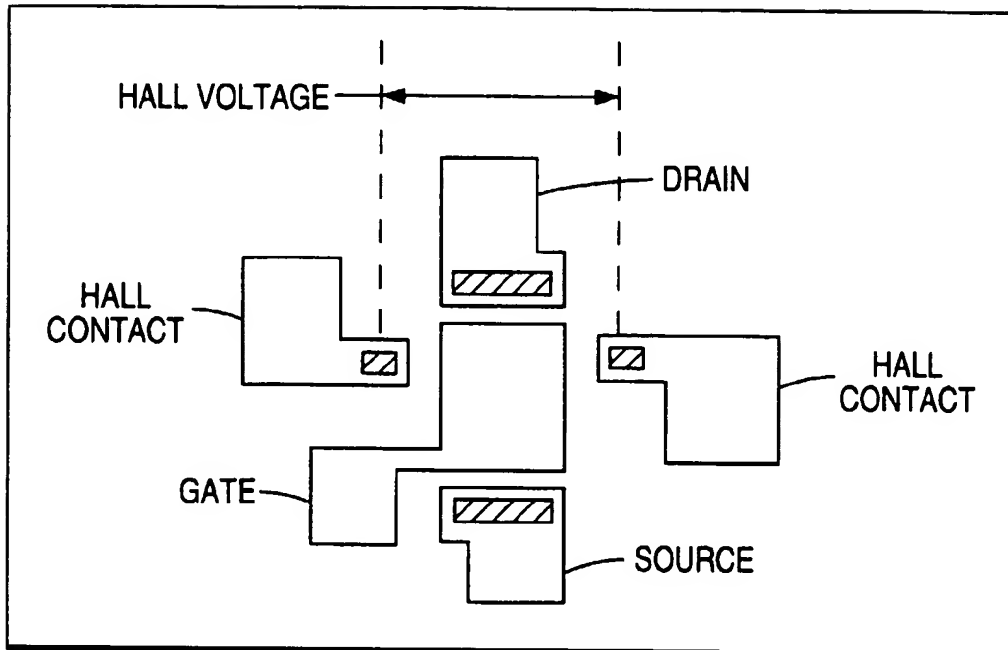 HALL VOLTAGE
DRAIN
HALL
CONTACT
HALL
CONTACT
GATE
SOURCE